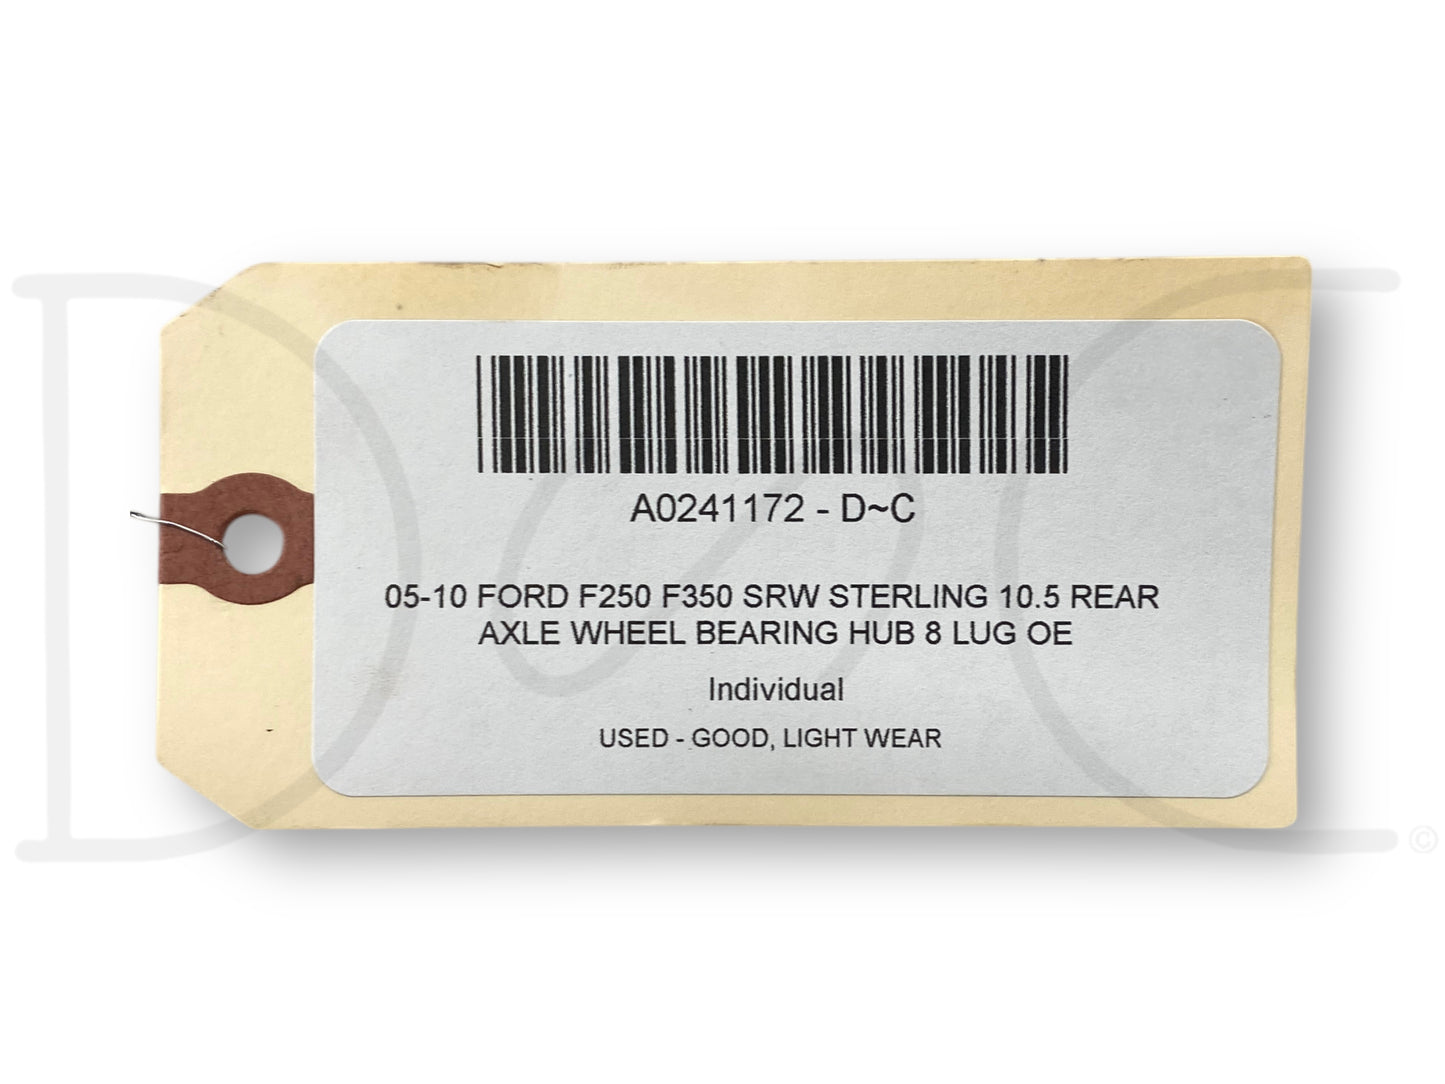 A0241172 - D~C
05-10 FORD F250 F350 SRW STERLING 10.5 REAR
AXLE WHEEL BEARING HUB 8 LUG OE
Individual
USED - GOOD, LIGHT WEAR
D C ©